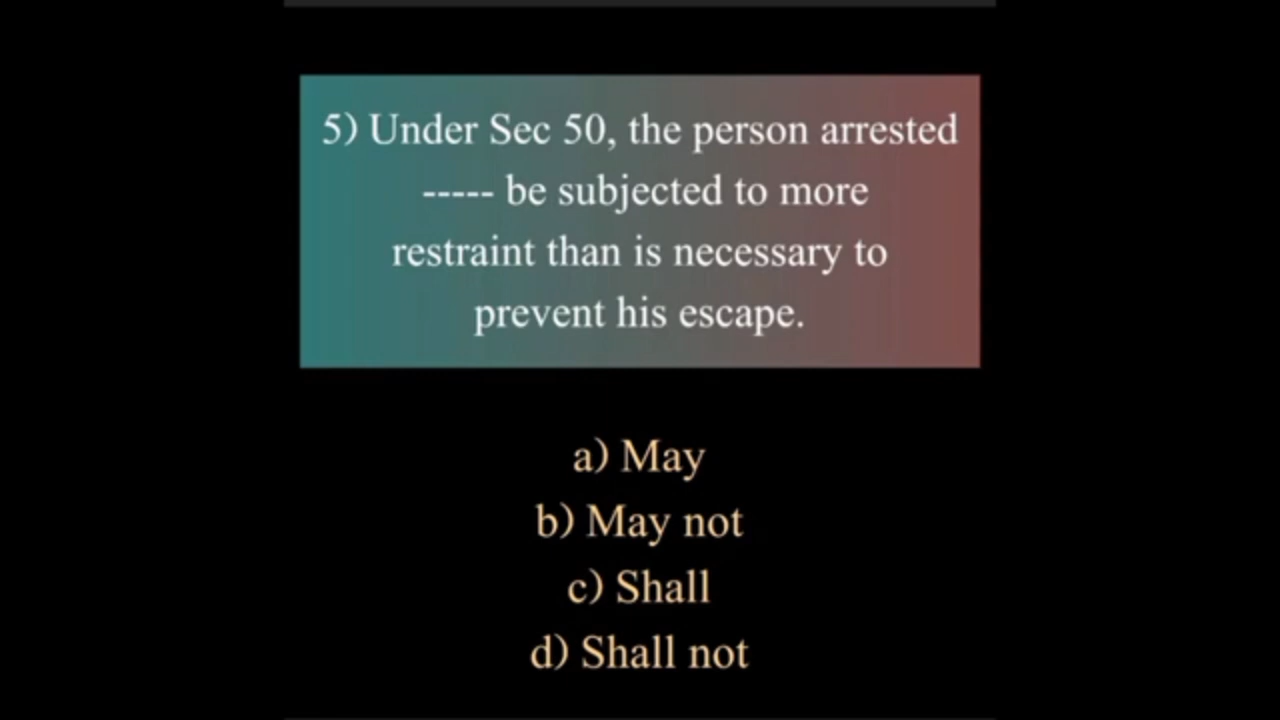 5) Under Sec 50, the person arrested
----- be subjected to more
restraint than is necessary to
prevent his escape.
a) May
b) May not
c) Shall
d) Shall not